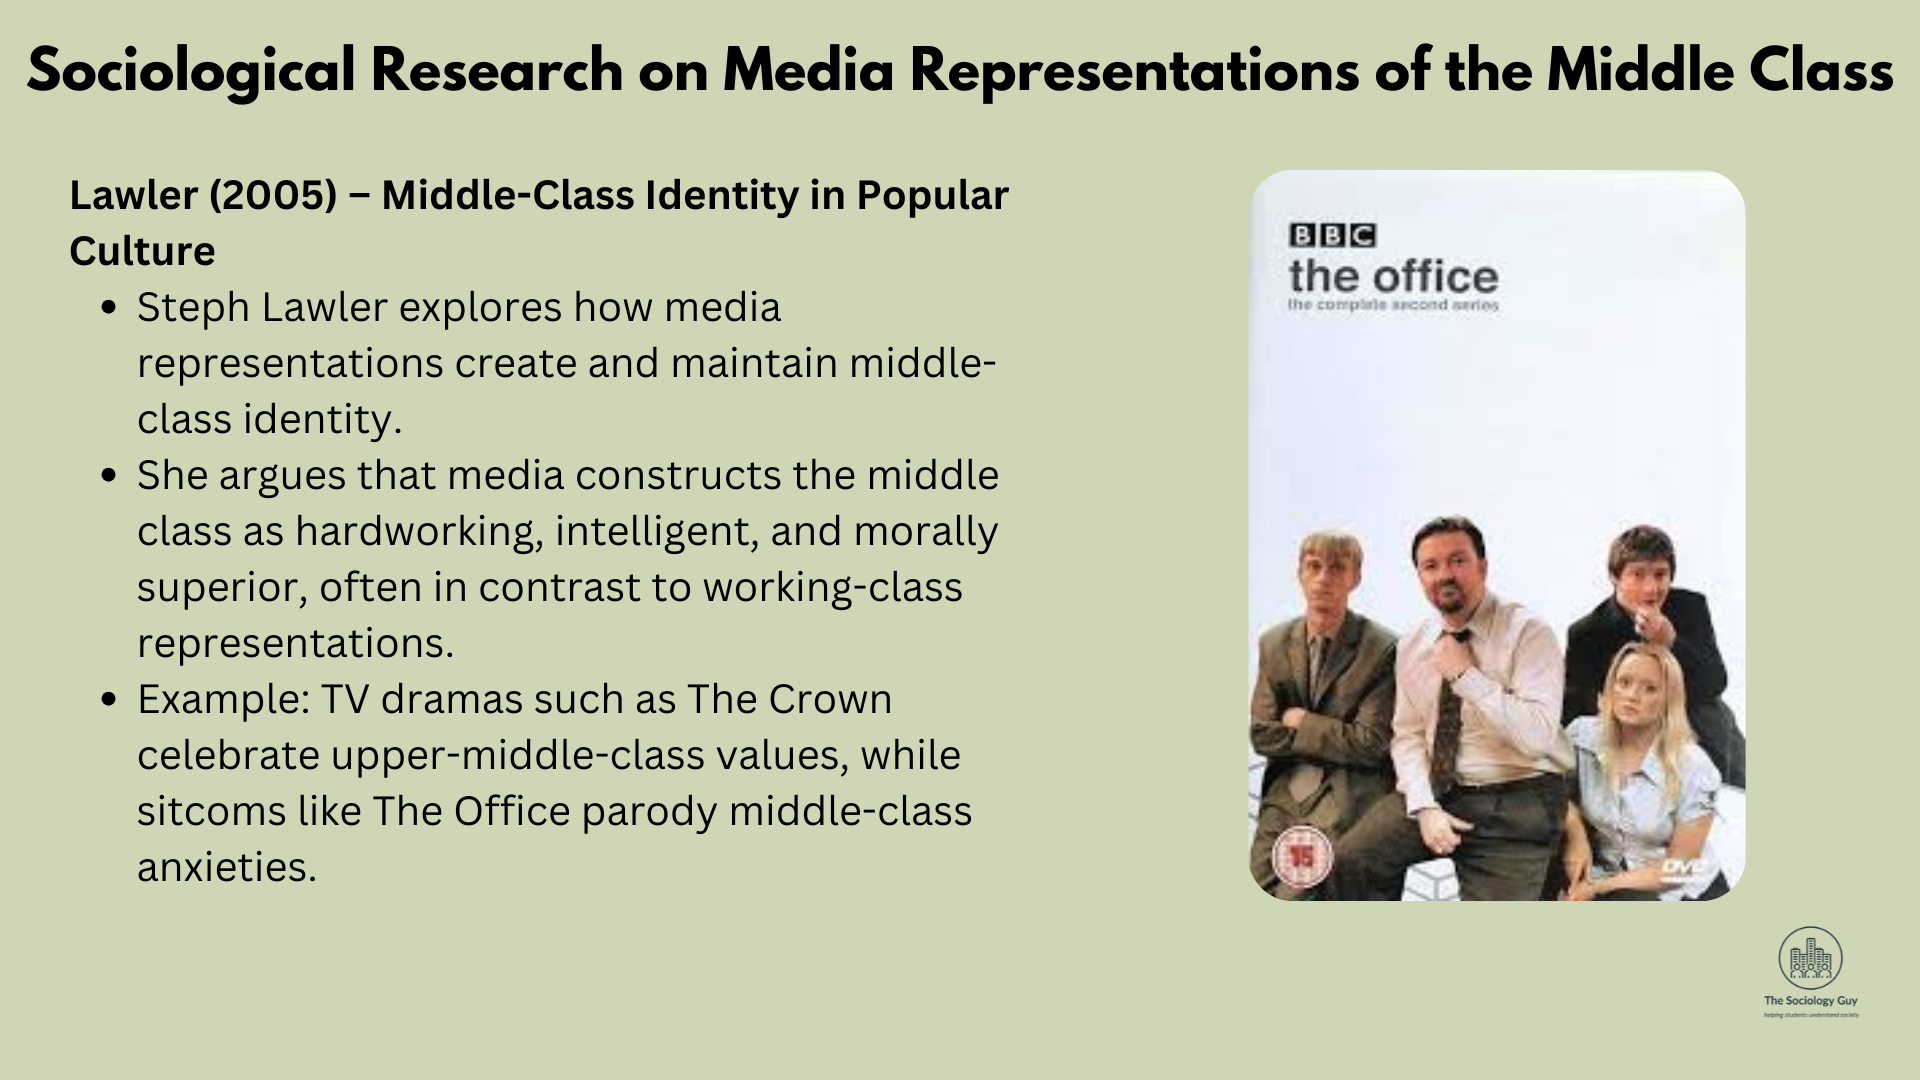 Sociological Research on Media Representations of the Middle Class
Lawler (2005) – Middle-Class Identity in Popular
Culture
Steph Lawler explores how media
representations create and maintain middle-
class identity.
She argues that media constructs the middle
class as hardworking, intelligent, and morally
superior, often in contrast to working-class
representations.
Example: TV dramas such as The Crown
celebrate upper-middle-class values, while
sitcoms like The Office parody middle-class
anxieties.
BBC
the office
the complete second series
15
DVD
The Sociology Guy
helping students understand society